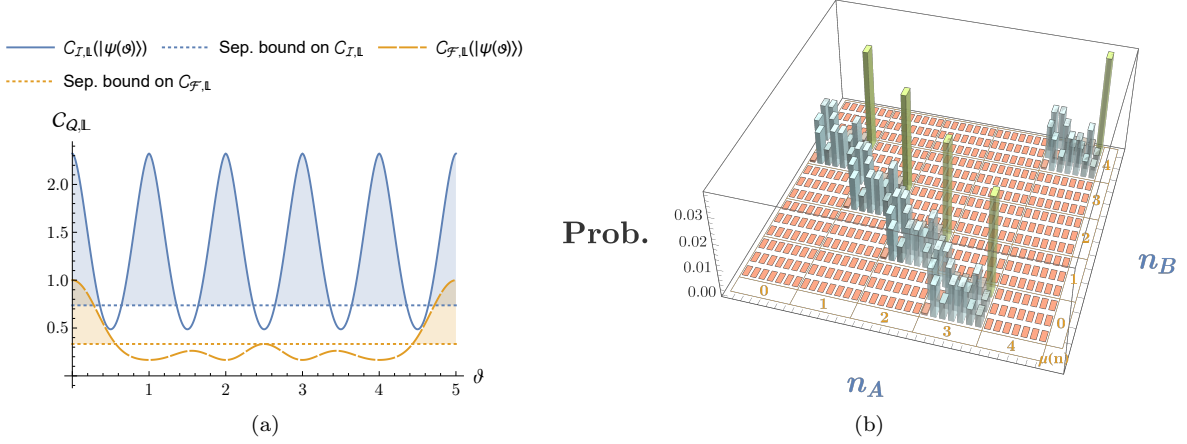 C_{I,𝕃}(|ψ(ϑ)⟩) Sep. bound on C_{I,𝕃} C_{ℱ,𝕃}(|ψ(ϑ)⟩)
Sep. bound on C_{ℱ,𝕃}
C_{Q,𝕃}
2.0
1.5
1.0
0.5
1 2 3 4 5 ϑ
(a)
Prob.
0.03
0.02
0.01
0.00
0 1 2 3 4 μ(n)
n_A
0 1 2 3 4
n_B
(b)